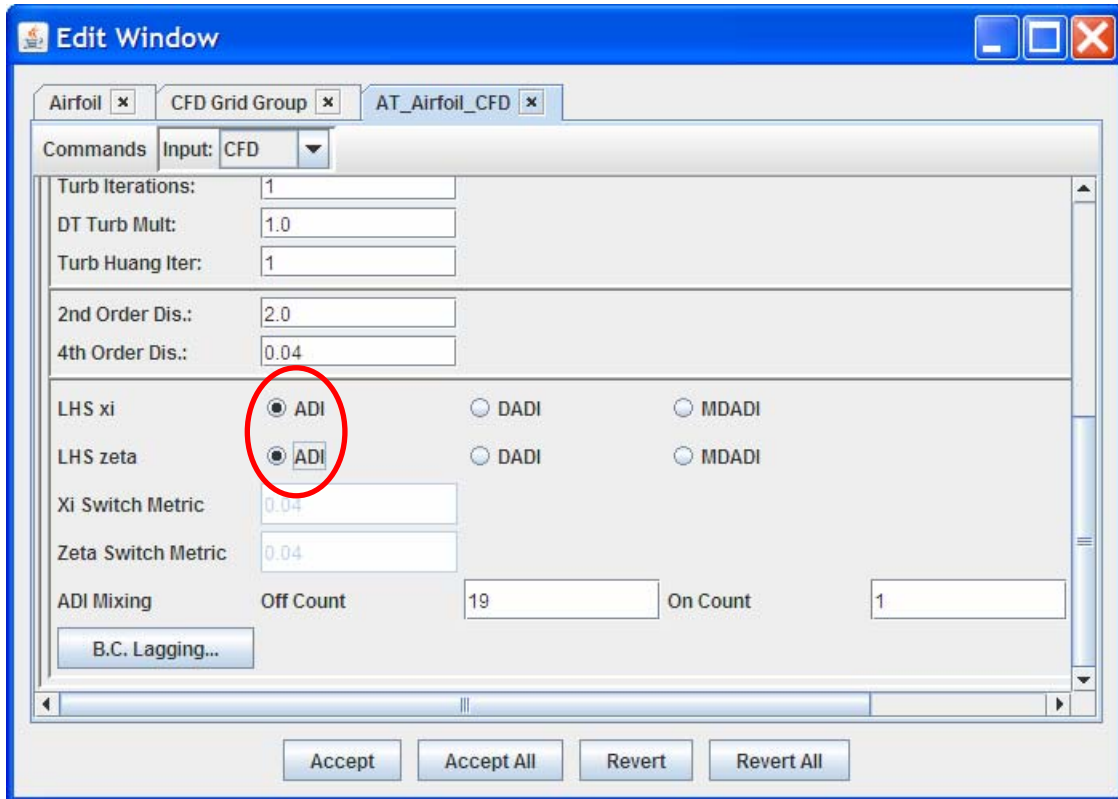 Edit Window
Airfoil CFD Grid Group AT_Airfoil_CFD
Commands Input: CFD
Turb Iterations: 1
DT Turb Mult: 1.0
Turb Huang Iter: 1
2nd Order Dis.: 2.0
4th Order Dis.: 0.04
LHS xi ADI DADI MDADI
LHS zeta ADI DADI MDADI
Xi Switch Metric 0.04
Zeta Switch Metric 0.04
ADI Mixing Off Count 19 On Count 1
B.C. Lagging...
Accept Accept All Revert Revert All